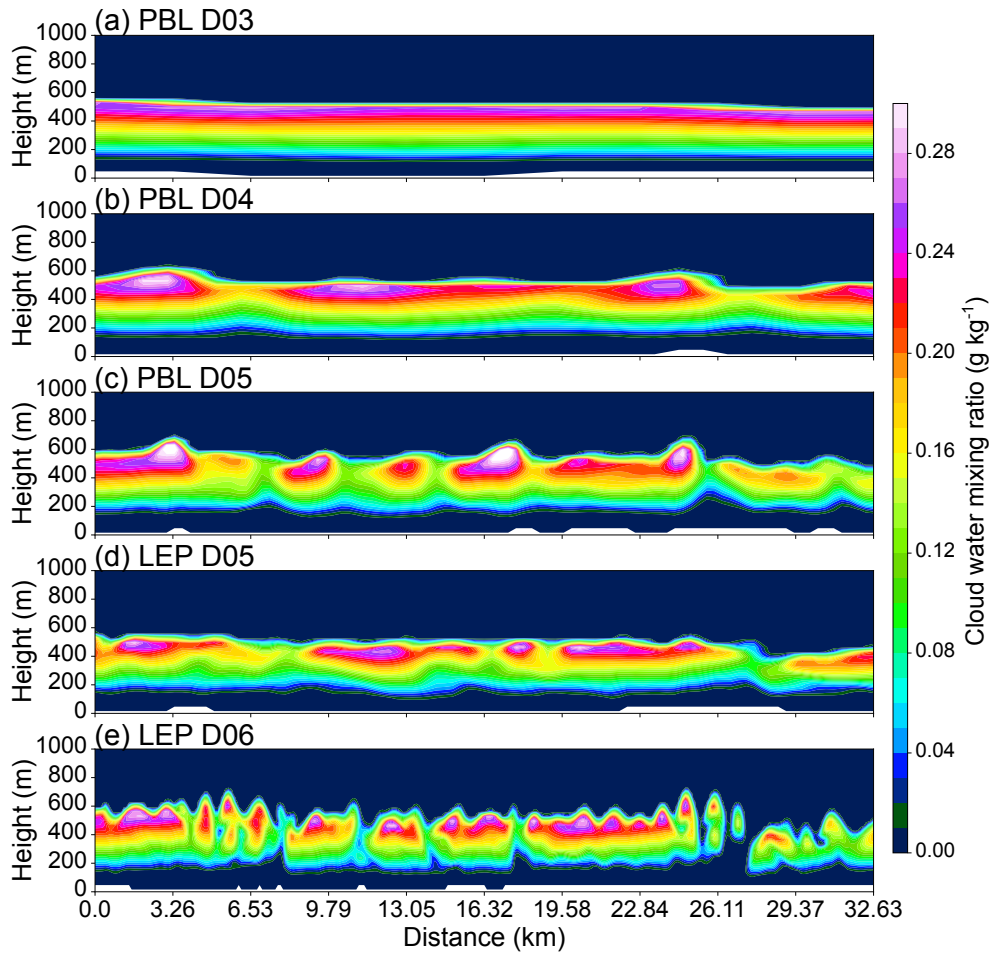 (a) PBL D03
1000
800
600
400
200
0
Height (m)
(b) PBL D04
1000
800
600
400
200
0
Height (m)
(c) PBL D05
1000
800
600
400
200
0
Height (m)
(d) LEP D05
1000
800
600
400
200
0
Height (m)
(e) LEP D06
1000
800
600
400
200
0
Height (m)
0.0 3.26 6.53 9.79 13.05 16.32 19.58 22.84 26.11 29.37 32.63
Distance (km)
0.28
0.24
0.20
0.16
0.12
0.08
0.04
0.00
Cloud water mixing ratio (g kg⁻¹)